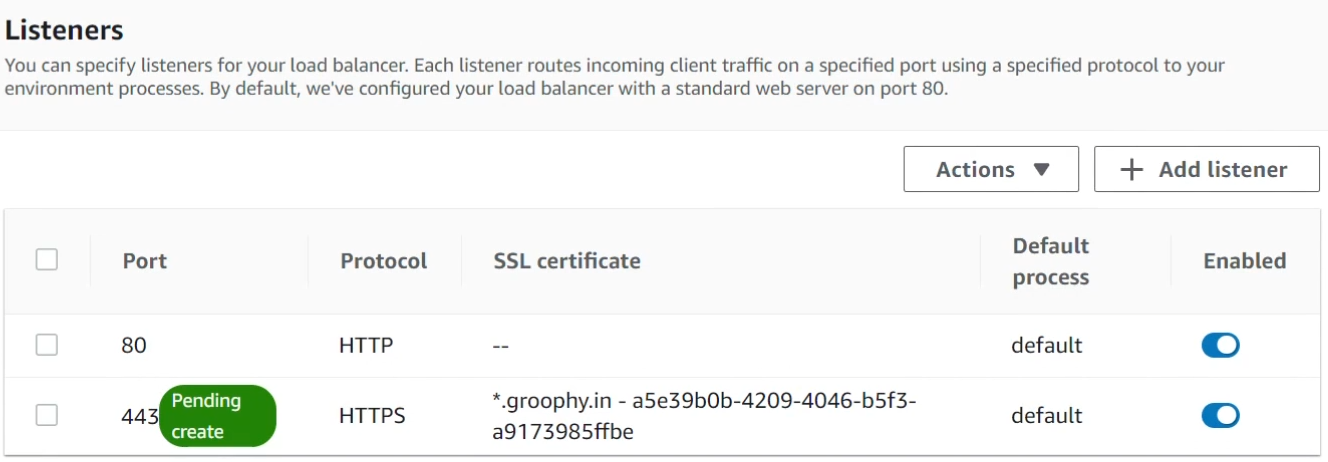 Listeners
You can specify listeners for your load balancer. Each listener routes incoming client traffic on a specified port using a specified protocol to your
environment processes. By default, we've configured your load balancer with a standard web server on port 80.
Actions
Add listener
Port Protocol SSL certificate Default process Enabled
80 HTTP -- default
443 Pending create HTTPS *.groophy.in - a5e39b0b-4209-4046-b5f3-
a9173985ffbe default